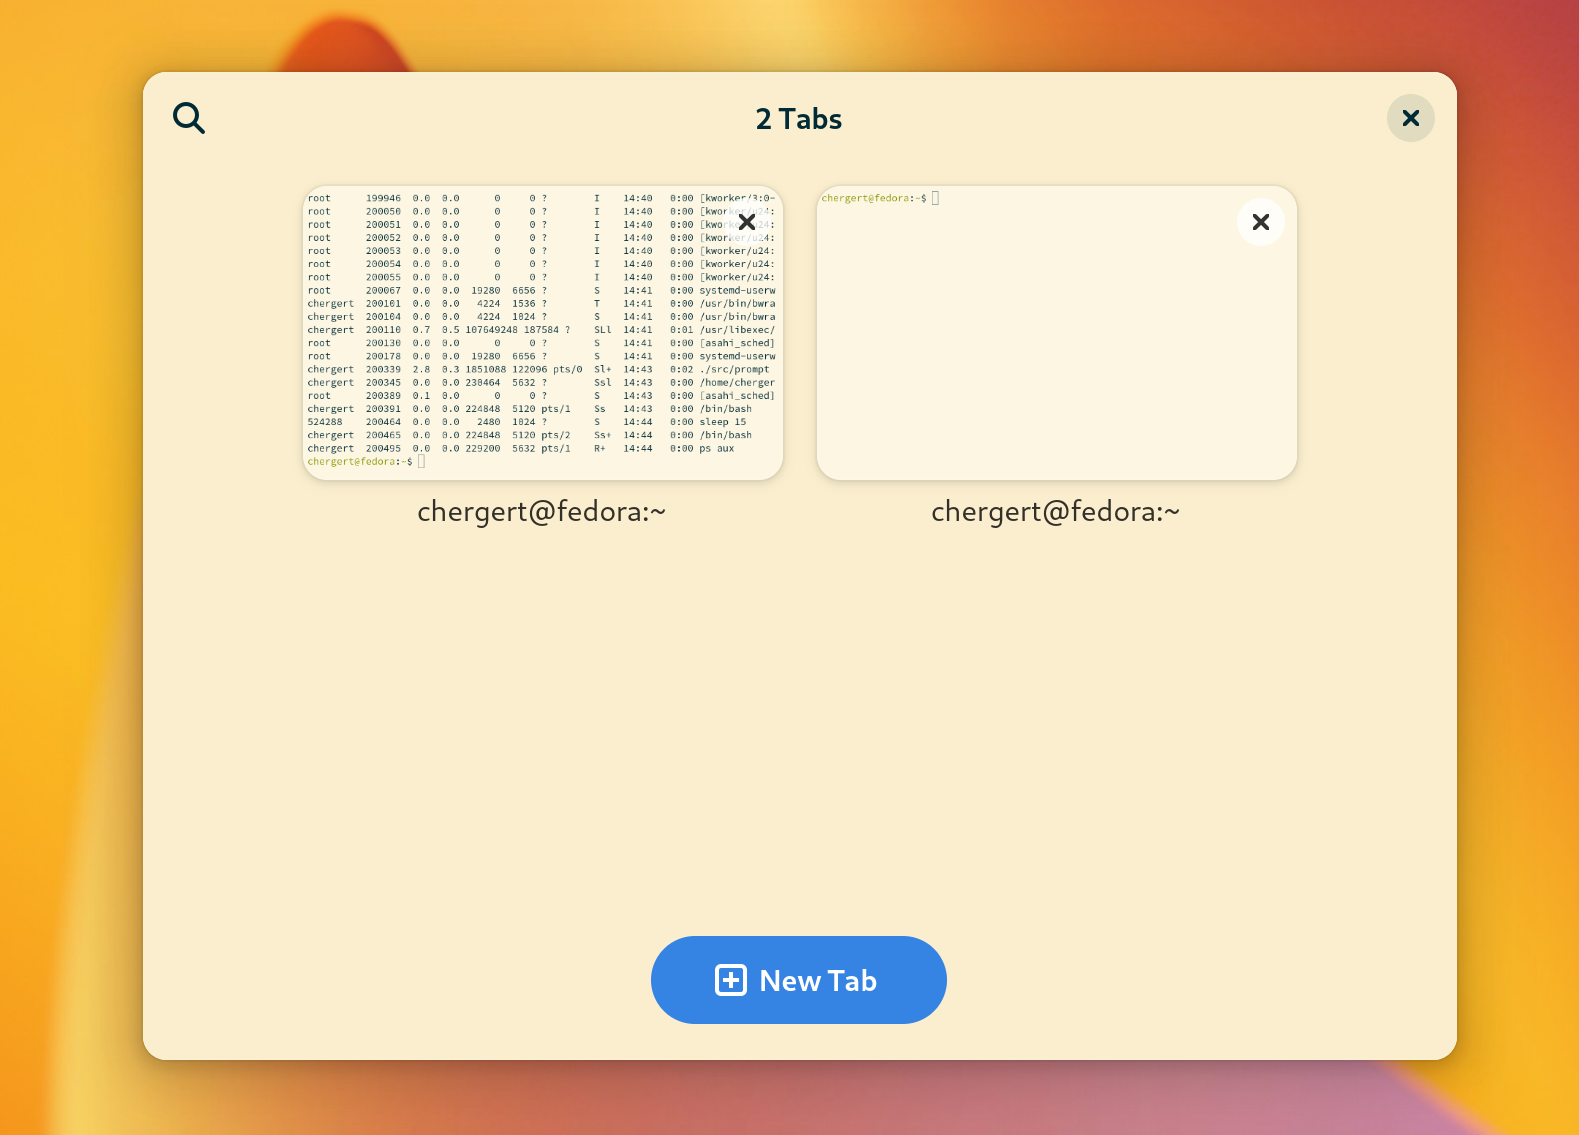 2 Tabs
root 199946 0.0 0.0 0 0 ? I 14:40 0:00 [kworker/3:0-
root 200050 0.0 0.0 0 0 ? I 14:40 0:00 [kworker/u24:
root 200051 0.0 0.0 0 0 ? I 14:40 0:00 [kworker/u24:
root 200052 0.0 0.0 0 0 ? I 14:40 0:00 [kworker/u24:
root 200053 0.0 0.0 0 0 ? I 14:40 0:00 [kworker/u24:
root 200054 0.0 0.0 0 0 ? I 14:40 0:00 [kworker/u24:
root 200055 0.0 0.0 0 0 ? I 14:40 0:00 [kworker/u24:
root 200067 0.0 0.0 19280 6656 ? S 14:41 0:00 systemd-userw
chergert 200101 0.0 0.0 4224 1536 ? T 14:41 0:00 /usr/bin/bwra
chergert 200104 0.0 0.0 4224 1024 ? S 14:41 0:00 /usr/bin/bwra
chergert 200110 0.7 0.5 107649248 187584 ? SLl 14:41 0:01 /usr/libexec/
root 200130 0.0 0.0 0 0 ? S 14:41 0:00 [asahi_sched]
root 200178 0.0 0.0 19280 6656 ? S 14:41 0:00 systemd-userw
chergert 200339 2.8 0.3 1851088 122096 pts/0 Sl+ 14:43 0:02 ./src/prompt
chergert 200345 0.0 0.0 230464 5632 ? Ssl 14:43 0:00 /home/cherger
root 200389 0.1 0.0 0 0 ? S 14:43 0:00 [asahi_sched]
chergert 200391 0.0 0.0 224848 5120 pts/1 Ss 14:43 0:00 /bin/bash
524288 200464 0.0 0.0 2480 1024 ? S 14:44 0:00 sleep 15
chergert 200465 0.0 0.0 224848 5120 pts/2 Ss+ 14:44 0:00 /bin/bash
chergert 200495 0.0 0.0 229200 5632 pts/1 R+ 14:44 0:00 ps aux
chergert@fedora:~$
chergert@fedora:~
chergert@fedora:~$
chergert@fedora:~
New Tab